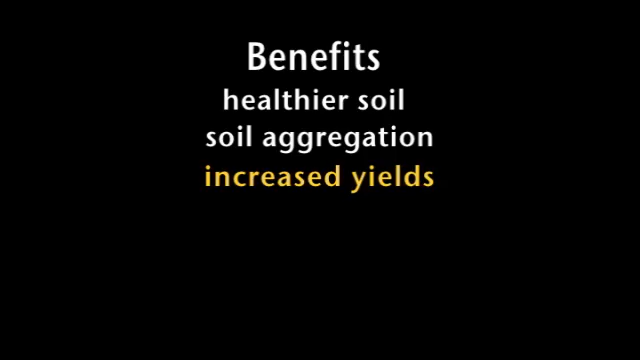 Benefits
healthier soil
soil aggregation
increased yields